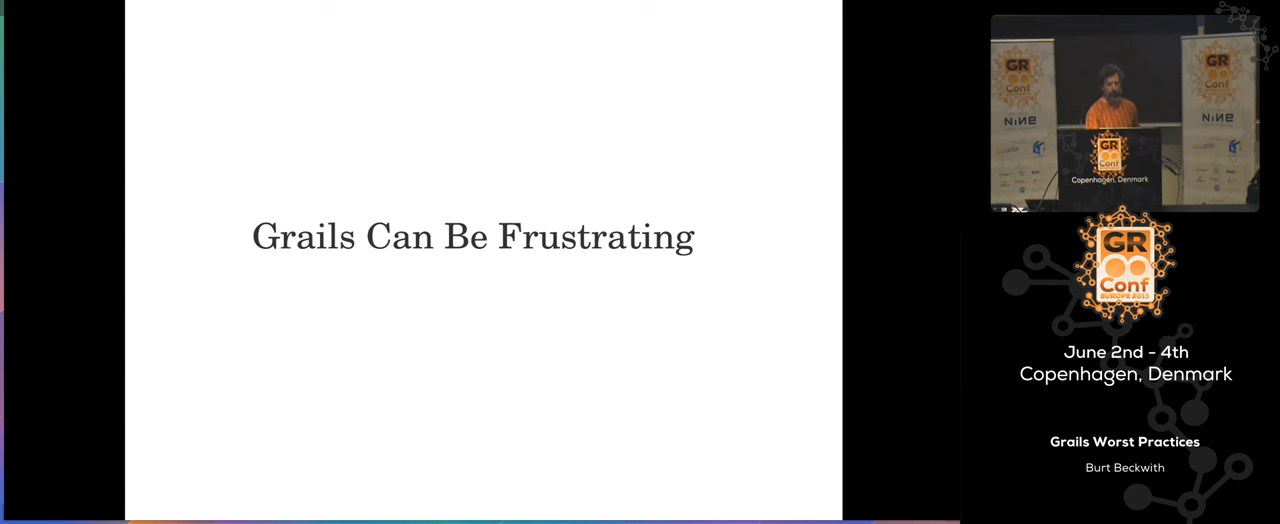 Grails Can Be Frustrating
GR
Conf
NINE
GR
Conf
NINE
GR
Conf
Copenhagen, Denmark
GR
Conf
EUROPE 2015
June 2nd - 4th
Copenhagen, Denmark
Grails Worst Practices
Burt Beckwith